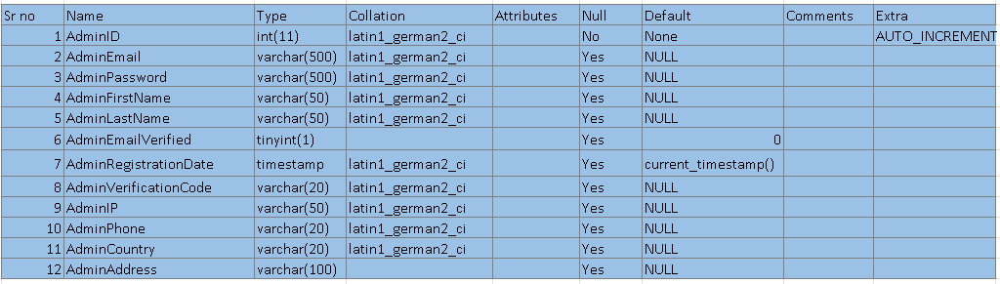 Sr no Name Type Collation Attributes Null Default Comments Extra
1 AdminID int(11) latin1_german2_ci No None AUTO_INCREMENT
2 AdminEmail varchar(500) latin1_german2_ci Yes NULL
3 AdminPassword varchar(500) latin1_german2_ci Yes NULL
4 AdminFirstName varchar(50) latin1_german2_ci Yes NULL
5 AdminLastName varchar(50) latin1_german2_ci Yes NULL
6 AdminEmailVerified tinyint(1) Yes 0
7 AdminRegistrationDate timestamp latin1_german2_ci Yes current_timestamp()
8 AdminVerificationCode varchar(20) latin1_german2_ci Yes NULL
9 AdminIP varchar(50) latin1_german2_ci Yes NULL
10 AdminPhone varchar(20) latin1_german2_ci Yes NULL
11 AdminCountry varchar(20) latin1_german2_ci Yes NULL
12 AdminAddress varchar(100) Yes NULL